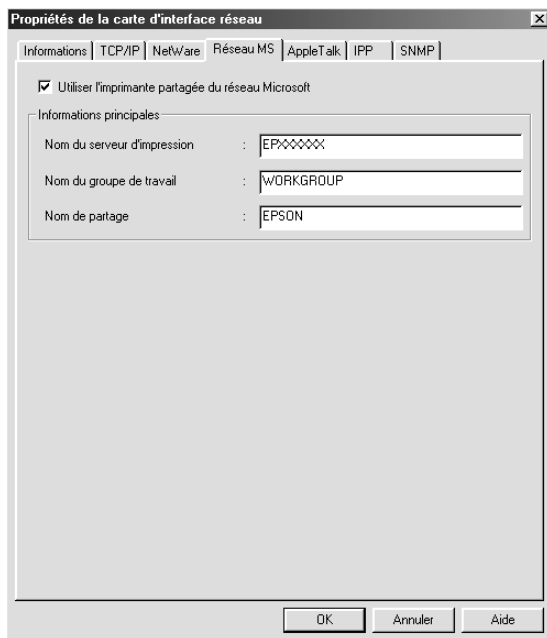 Propriétés de la carte d'interface réseau
Informations TCP/IP NetWare Réseau MS AppleTalk IPP SNMP
Utiliser l'imprimante partagée du réseau Microsoft
Informations principales
Nom du serveur d'impression : EPXXXXXX
Nom du groupe de travail : WORKGROUP
Nom de partage : EPSON
OK Annuler Aide